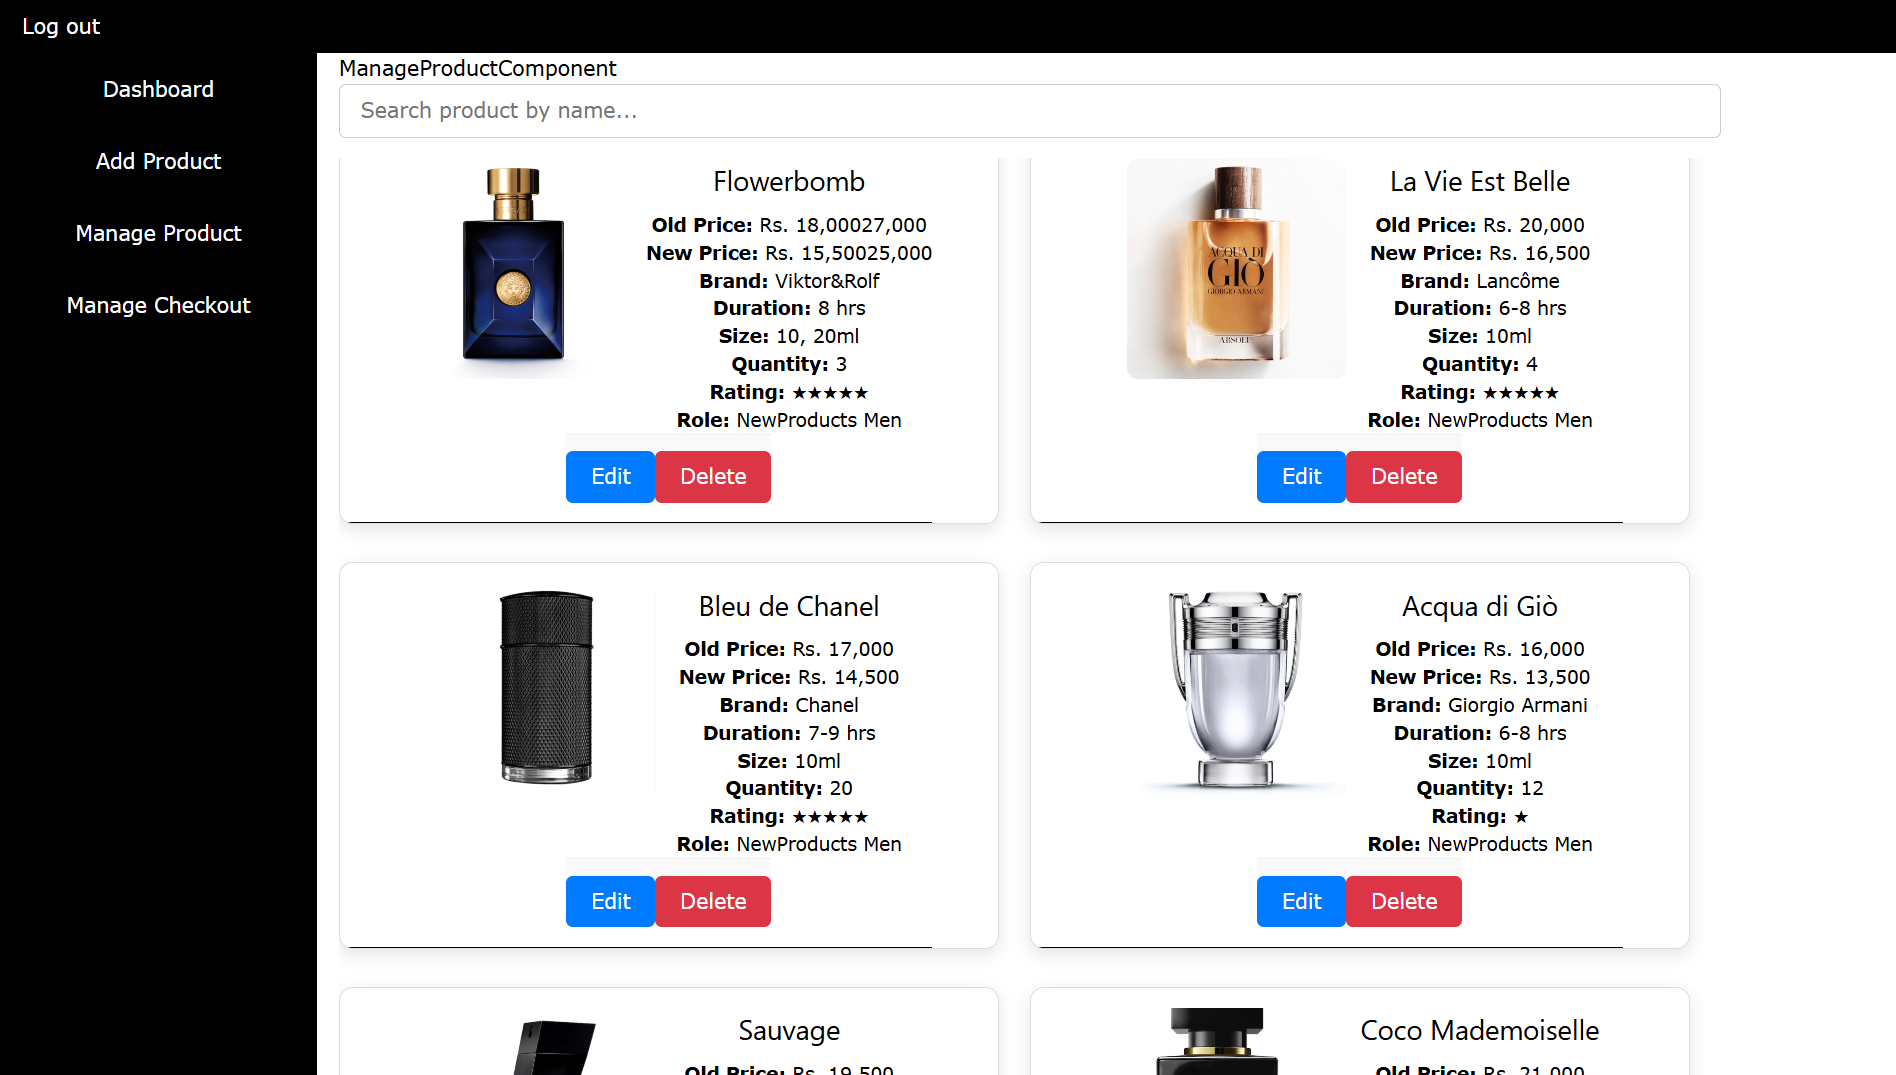 Log out
Dashboard
Add Product
Manage Product
Manage Checkout
ManageProductComponent
Search product by name...
Flowerbomb
Old Price: Rs. 18,00027,000
New Price: Rs. 15,50025,000
Brand: Viktor&Rolf
Duration: 8 hrs
Size: 10, 20ml
Quantity: 3
Rating: ★★★★★
Role: NewProducts Men
Edit
Delete
ACQUA DI
GIÒ
GIORGIO ARMANI
ABSOLU
La Vie Est Belle
Old Price: Rs. 20,000
New Price: Rs. 16,500
Brand: Lancôme
Duration: 6-8 hrs
Size: 10ml
Quantity: 4
Rating: ★★★★★
Role: NewProducts Men
Edit
Delete
Bleu de Chanel
Old Price: Rs. 17,000
New Price: Rs. 14,500
Brand: Chanel
Duration: 7-9 hrs
Size: 10ml
Quantity: 20
Rating: ★★★★★
Role: NewProducts Men
Edit
Delete
Acqua di Giò
Old Price: Rs. 16,000
New Price: Rs. 13,500
Brand: Giorgio Armani
Duration: 6-8 hrs
Size: 10ml
Quantity: 12
Rating: ★
Role: NewProducts Men
Edit
Delete
Sauvage
Old Price: Rs. 19,500
Coco Mademoiselle
Old Price: Rs. 21,000